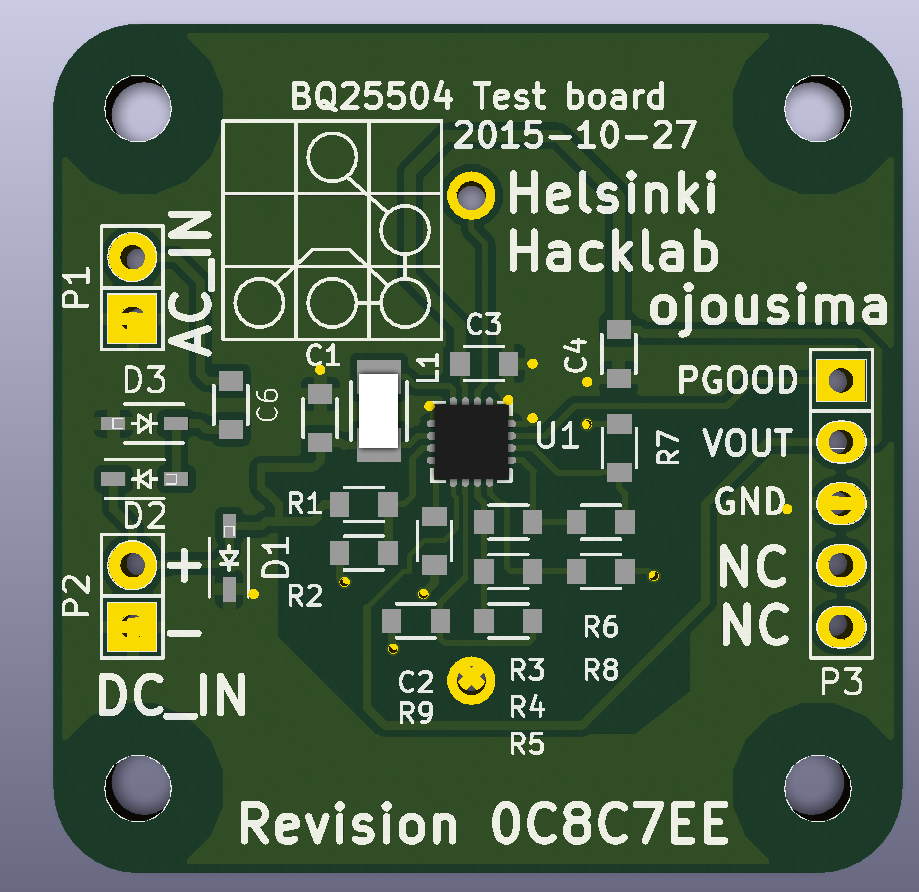 BQ25504 Test board
2015-10-27
Helsinki
Hacklab
ojousima
P1
AC_IN
C3
C1
L1
C4
D3
C6
PGOOD
U1
R7
VOUT
R1
GND
D2
D1
P2
+
R2
NC
−
NC
R6
DC_IN
C2
R3
R8
P3
R9
R4
R5
Revision 0C8C7EE